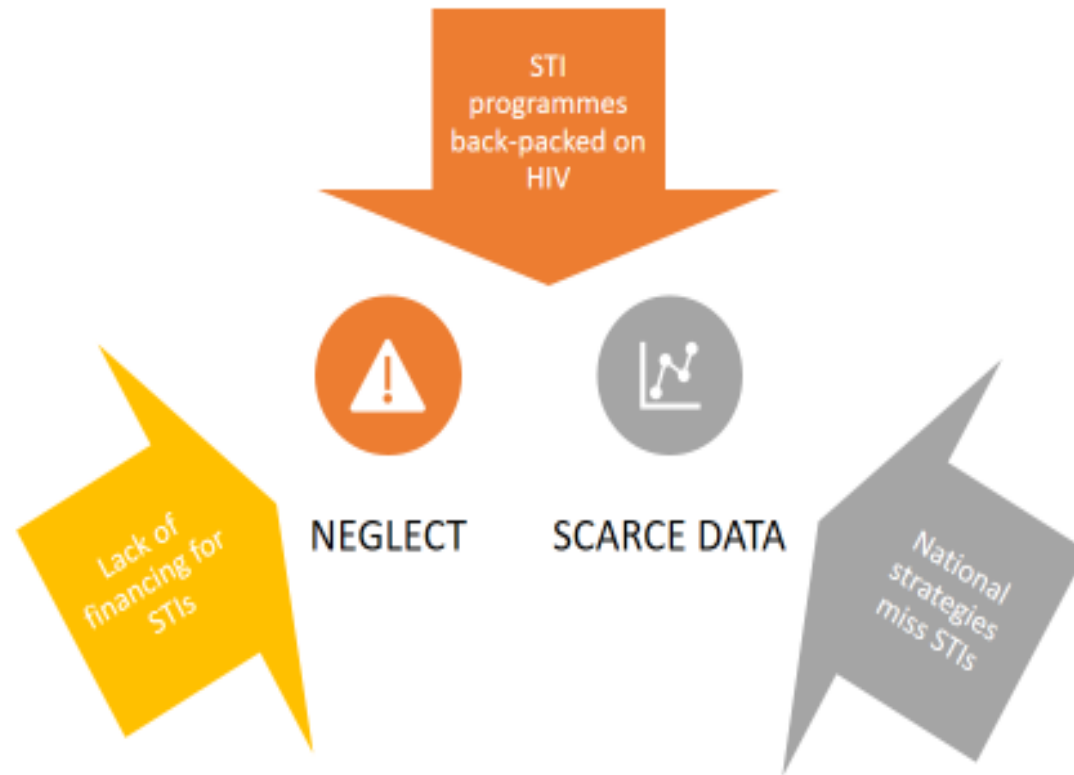 STI
programmes
back-packed on
HIV
NEGLECT
SCARCE DATA
Lack of
financing for
STIs
National
strategies
miss STIs